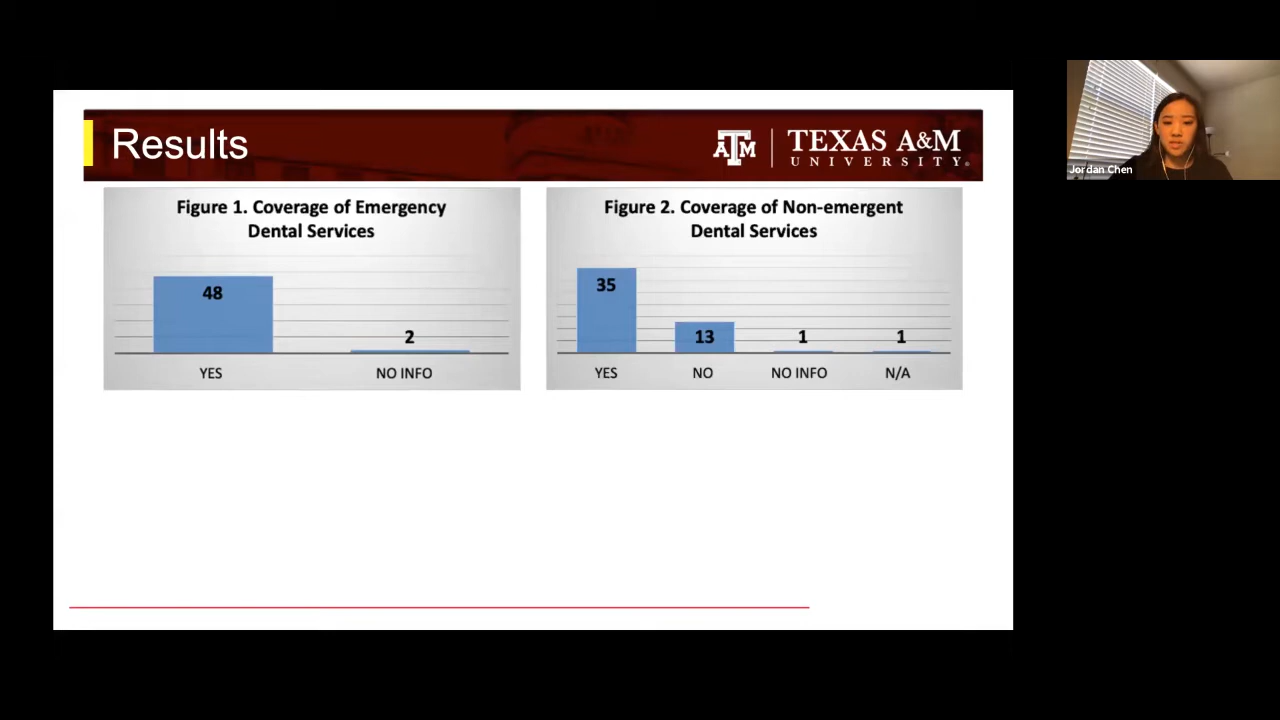 Results
TEXAS A&M
UNIVERSITY
ATM
Figure 1. Coverage of Emergency
Dental Services
48
2
YES
NO INFO
Figure 2. Coverage of Non-emergent
Dental Services
35
13
1
1
YES
NO
NO INFO
N/A
Jordan Chen